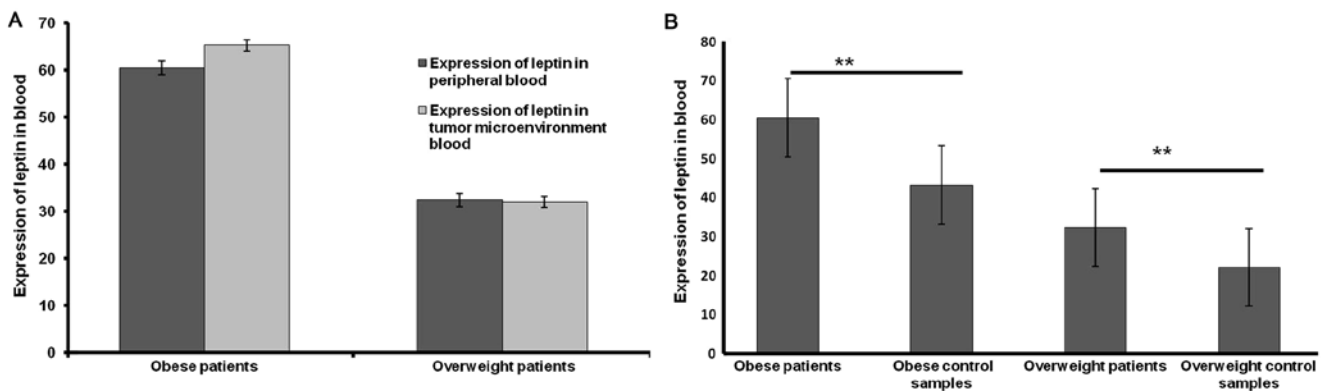 A
Expression of leptin in blood
70
60
50
40
30
20
10
0
Expression of leptin in
peripheral blood
Expression of leptin in
tumor microenvironment
blood
Obese patients
Overweight patients
B
Expression of leptin in blood
80
70
60
50
40
30
20
10
0
**
**
Obese patients
Obese control
samples
Overweight patients
Overweight control
samples